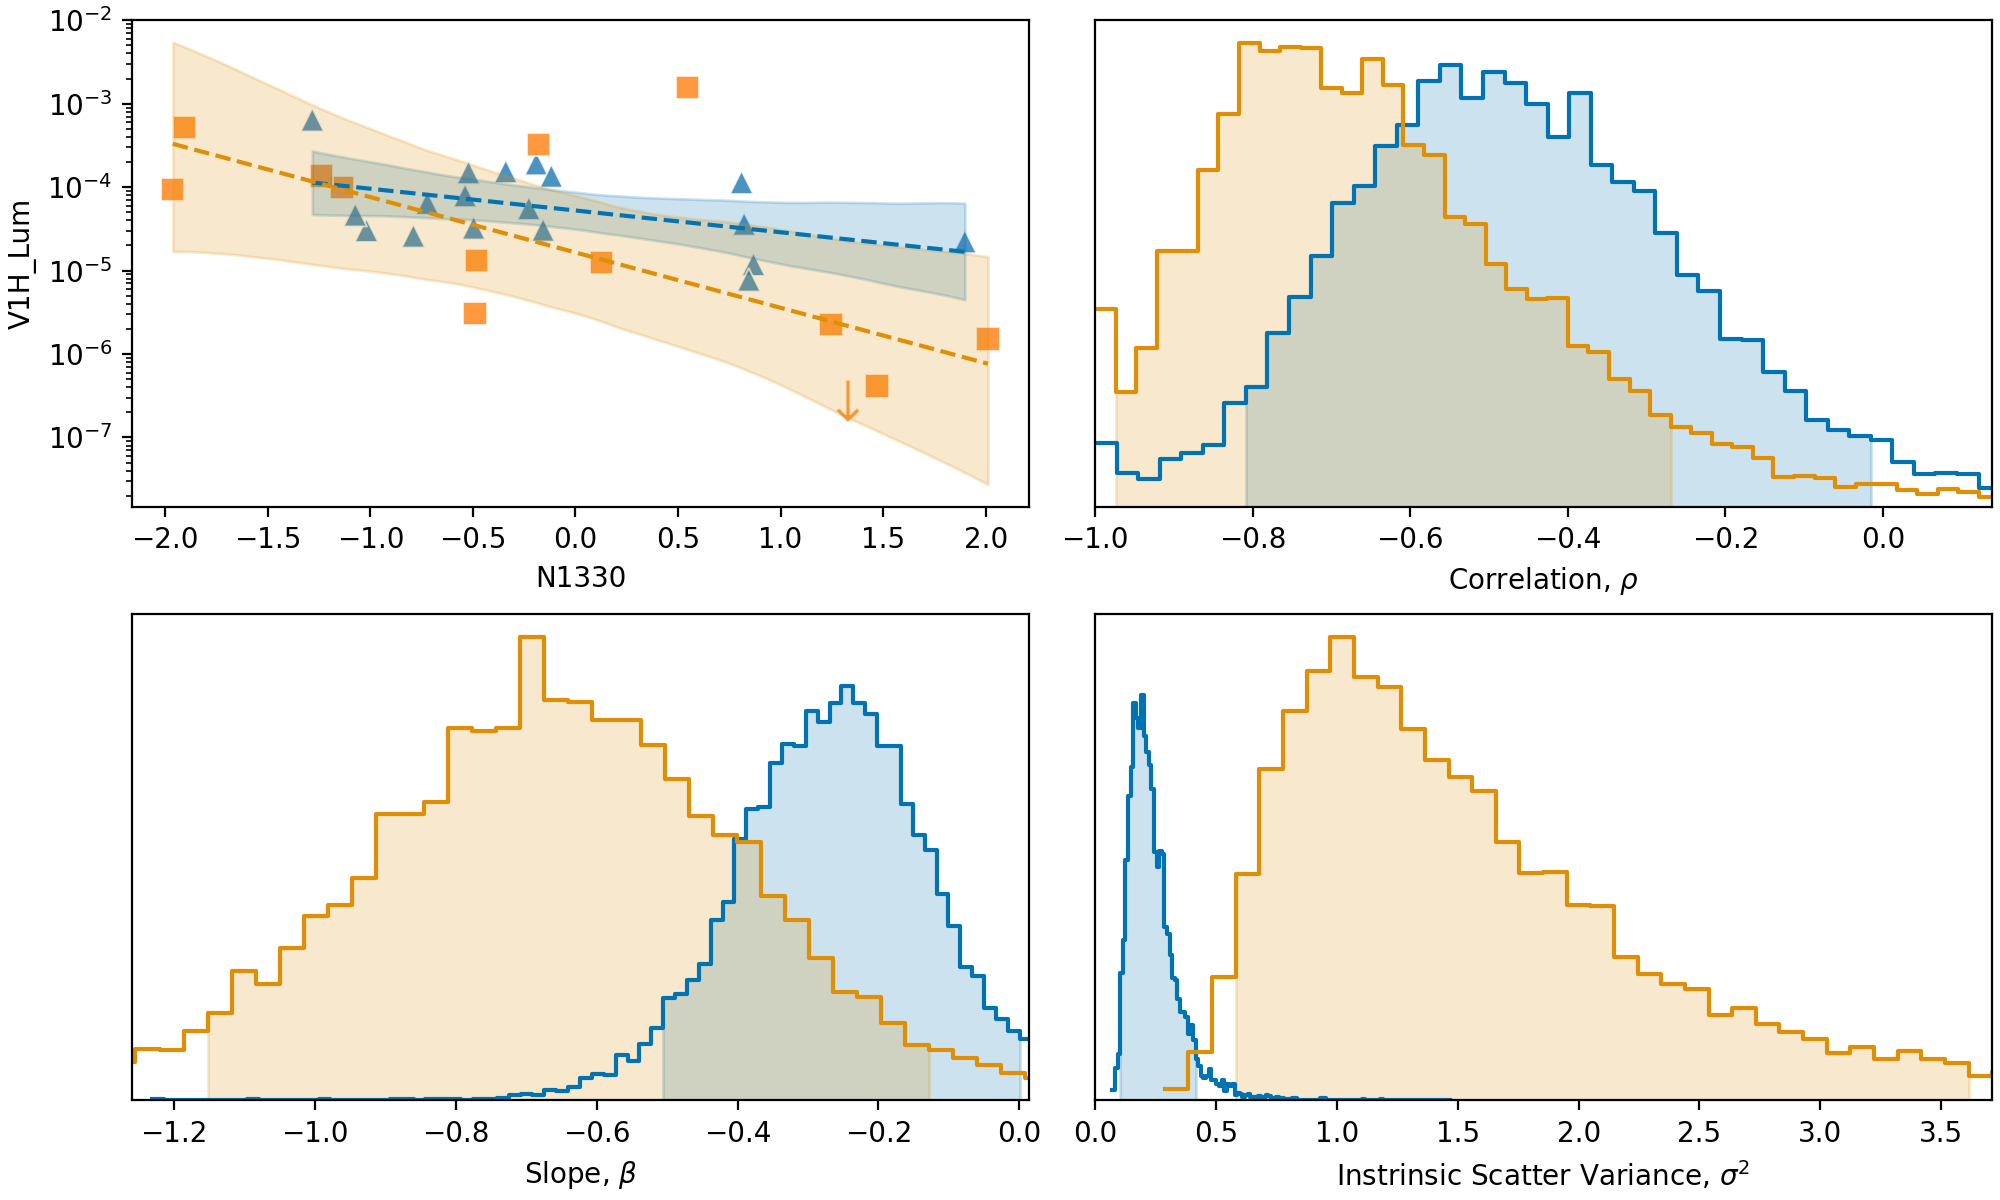 10⁻²
10⁻³
10⁻⁴
10⁻⁵
10⁻⁶
10⁻⁷
V1H_Lum
−2.0 −1.5 −1.0 −0.5 0.0 0.5 1.0 1.5 2.0
N1330
−1.0 −0.8 −0.6 −0.4 −0.2 0.0
Correlation, ρ
−1.2 −1.0 −0.8 −0.6 −0.4 −0.2 0.0
Slope, β
0.0 0.5 1.0 1.5 2.0 2.5 3.0 3.5
Instrinsic Scatter Variance, σ²